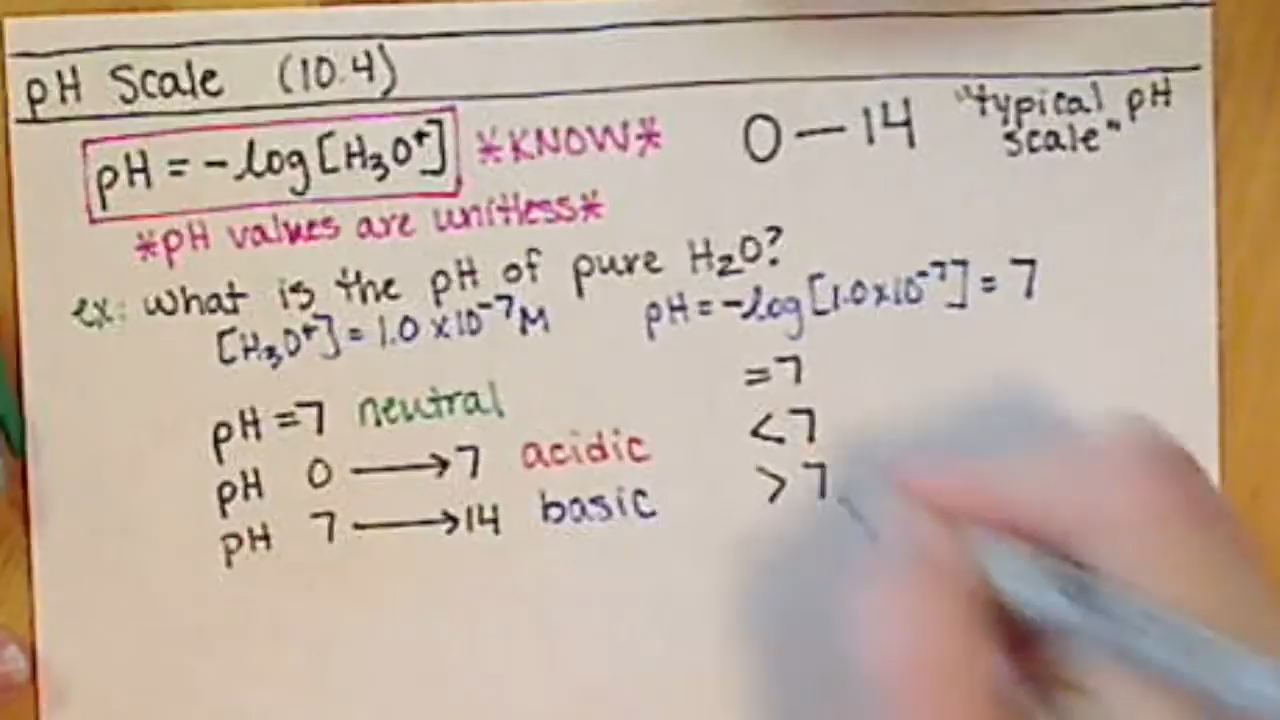 pH Scale (10.4)
pH = -log[H₃O⁺] *KNOW* 0 — 14 "typical pH
scale"
*pH values are unitless*
ex: What is the pH of pure H₂O?
[H₃O⁺] = 1.0 x10⁻⁷ M pH = -log[1.0x10⁻⁷] = 7
pH = 7 neutral = 7
pH 0 → 7 acidic < 7
pH 7 → 14 basic > 7